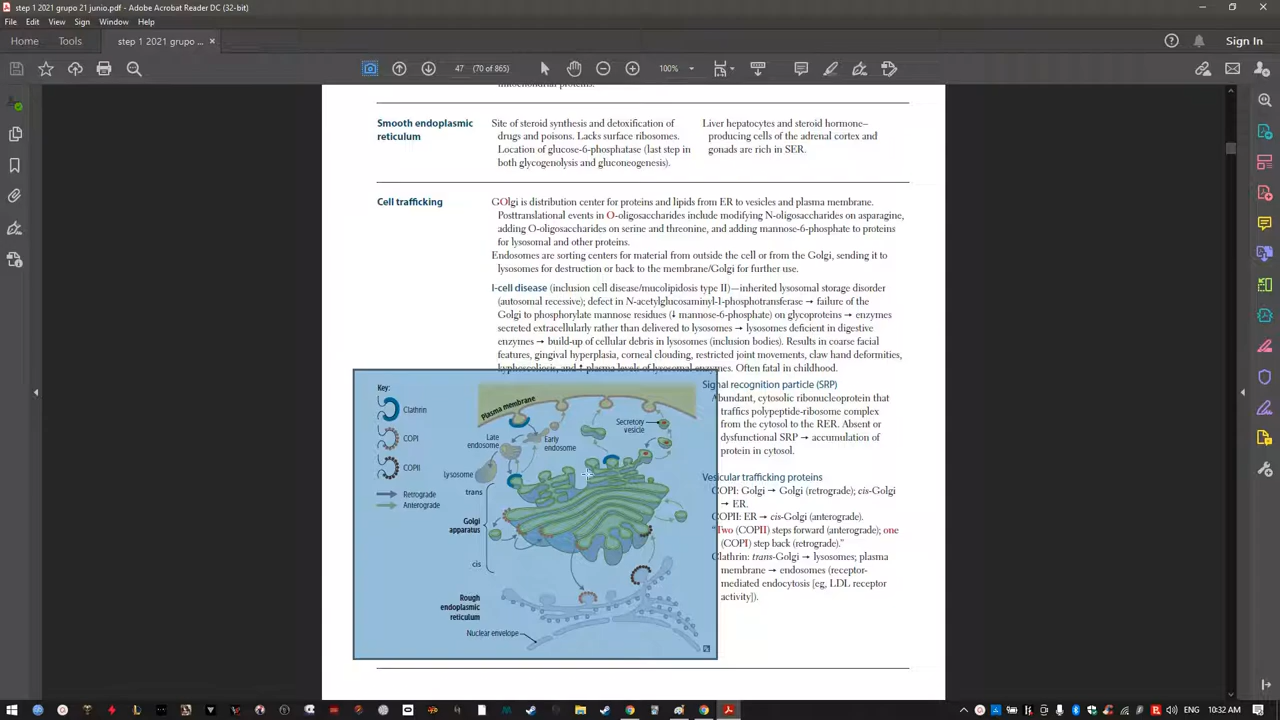 step 1 2021 grupo 21 junio.pdf - Adobe Acrobat Reader DC (32-bit)
File Edit View Sign Window Help
Home Tools step 1 2021 grupo ... × Sign In
47 (70 of 865) 100%
mitochondrial proteins.
Smooth endoplasmic
reticulum
Site of steroid synthesis and detoxification of
drugs and poisons. Lacks surface ribosomes.
Location of glucose-6-phosphatase (last step in
both glycogenolysis and gluconeogenesis).
Liver hepatocytes and steroid hormone–
producing cells of the adrenal cortex and
gonads are rich in SER.
Cell trafficking
GOlgi is distribution center for proteins and lipids from ER to vesicles and plasma membrane.
Posttranslational events in O-oligosaccharides include modifying N-oligosaccharides on asparagine,
adding O-oligosaccharides on serine and threonine, and adding mannose-6-phosphate to proteins
for lysosomal and other proteins.
Endosomes are sorting centers for material from outside the cell or from the Golgi, sending it to
lysosomes for destruction or back to the membrane/Golgi for further use.
I-cell disease (inclusion cell disease/mucolipidosis type II)—inherited lysosomal storage disorder
(autosomal recessive); defect in N-acetylglucosaminyl-1-phosphotransferase → failure of the
Golgi to phosphorylate mannose residues (↓ mannose-6-phosphate) on glycoproteins → enzymes
secreted extracellularly rather than delivered to lysosomes → lysosomes deficient in digestive
enzymes → build-up of cellular debris in lysosomes (inclusion bodies). Results in coarse facial
features, gingival hyperplasia, corneal clouding, restricted joint movements, claw hand deformities,
kyphoscoliosis, and ↑ plasma levels of lysosomal enzymes. Often fatal in childhood.
Key:
Clathrin
COPI
COPII
Retrograde
Anterograde
Plasma membrane
Late
endosome
Early
endosome
Secretory
vesicle
Lysosome
trans
Golgi
apparatus
cis
Rough
endoplasmic
reticulum
Nuclear envelope
Signal recognition particle (SRP)
Abundant, cytosolic ribonucleoprotein that
traffics polypeptide-ribosome complex
from the cytosol to the RER. Absent or
dysfunctional SRP → accumulation of
protein in cytosol.
Vesicular trafficking proteins
COPI: Golgi → Golgi (retrograde); cis-Golgi
→ ER.
COPII: ER → cis-Golgi (anterograde).
“Two (COPII) steps forward (anterograde); one
(COPI) step back (retrograde).”
Clathrin: trans-Golgi → lysosomes; plasma
membrane → endosomes (receptor-
mediated endocytosis [eg, LDL receptor
activity]).
ENG 10:32 AM